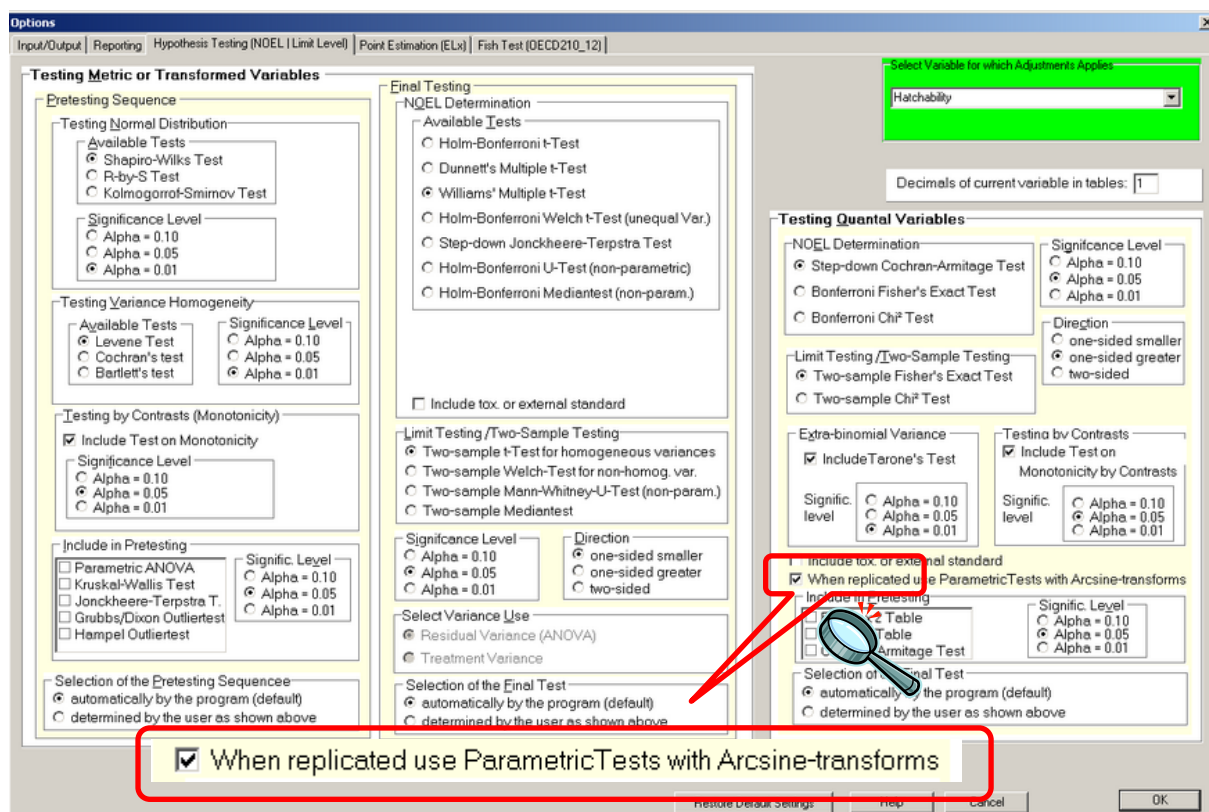 Options
Input/Output
Reporting
Hypothesis Testing (NOEL | Limit Level)
Point Estimation (ELx)
Fish Test (OECD210_12)
Testing Metric or Transformed Variables
Pretesting Sequence
Testing Normal Distribution
Available Tests
Shapiro-Wilks Test
R-by-S Test
Kolmogorrof-Smirnov Test
Significance Level
Alpha = 0.10
Alpha = 0.05
Alpha = 0.01
Testing Variance Homogeneity
Available Tests
Levene Test
Cochran's test
Bartlett's test
Significance Level
Alpha = 0.10
Alpha = 0.05
Alpha = 0.01
Testing by Contrasts (Monotonicity)
Include Test on Monotonicity
Significance Level
Alpha = 0.10
Alpha = 0.05
Alpha = 0.01
Include in Pretesting
Parametric ANOVA
Kruskal-Wallis Test
Jonckheere-Terpstra T.
Grubbs/Dixon Outliertest
Hampel Outliertest
Signific. Level
Alpha = 0.10
Alpha = 0.05
Alpha = 0.01
Selection of the Pretesting Sequencee
automatically by the program (default)
determined by the user as shown above
Final Testing
NOEL Determination
Available Tests
Holm-Bonferroni t-Test
Dunnett's Multiple t-Test
Williams' Multiple t-Test
Holm-Bonferroni Welch t-Test (unequal Var.)
Step-down Jonckheere-Terpstra Test
Holm-Bonferroni U-Test (non-parametric)
Holm-Bonferroni Mediantest (non-param.)
Include tox. or external standard
Limit Testing /Two-Sample Testing
Two-sample t-Test for homogeneous variances
Two-sample Welch-Test for non-homog. var.
Two-sample Mann-Whitney-U-Test (non-param.)
Two-sample Mediantest
Signifcance Level
Alpha = 0.10
Alpha = 0.05
Alpha = 0.01
Direction
one-sided smaller
one-sided greater
two-sided
Select Variance Use
Residual Variance (ANOVA)
Treatment Variance
Selection of the Final Test
automatically by the program (default)
determined by the user as shown above
Select Variable for which Adjustments Applies
Hatchability
Decimals of current variable in tables: 1
Testing Quantal Variables
NOEL Determination
Step-down Cochran-Armitage Test
Bonferroni Fisher's Exact Test
Bonferroni Chi² Test
Signifcance Level
Alpha = 0.10
Alpha = 0.05
Alpha = 0.01
Limit Testing /Two-Sample Testing
Two-sample Fisher's Exact Test
Two-sample Chi² Test
Direction
one-sided smaller
one-sided greater
two-sided
Extra-binomial Variance
IncludeTarone's Test
Signific.
level
Alpha = 0.10
Alpha = 0.05
Alpha = 0.01
Testing by Contrasts
Include Test on
Monotonicity by Contrasts
Signific.
level
Alpha = 0.10
Alpha = 0.05
Alpha = 0.01
Include tox. or external standard
When replicated use ParametricTests with Arcsine-transforms
Include in Pretesting
Table
Table
Armitage Test
Signific. Level
Alpha = 0.10
Alpha = 0.05
Alpha = 0.01
Selection of the Final Test
automatically by the program (default)
determined by the user as shown above
When replicated use ParametricTests with Arcsine-transforms
Restore Default Settings
Help
Cancel
OK